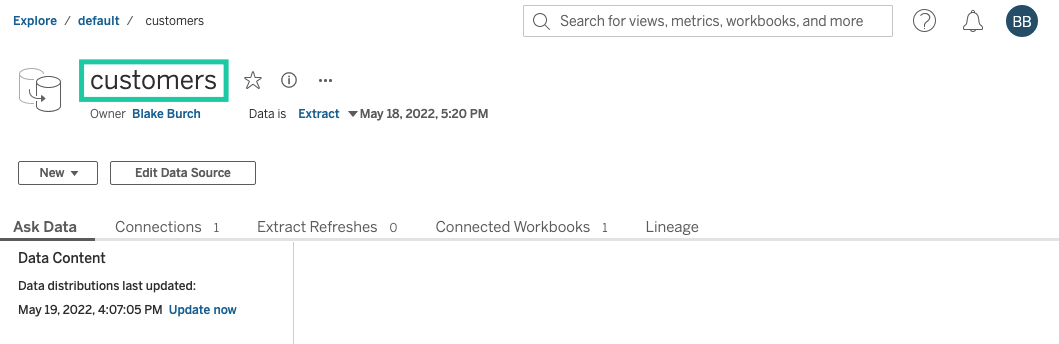 Explore / default / customers
Search for views, metrics, workbooks, and more
? BB
customers
Owner Blake Burch Data is Extract May 18, 2022, 5:20 PM
New Edit Data Source
Ask Data Connections 1 Extract Refreshes 0 Connected Workbooks 1 Lineage
Data Content
Data distributions last updated:
May 19, 2022, 4:07:05 PM Update now